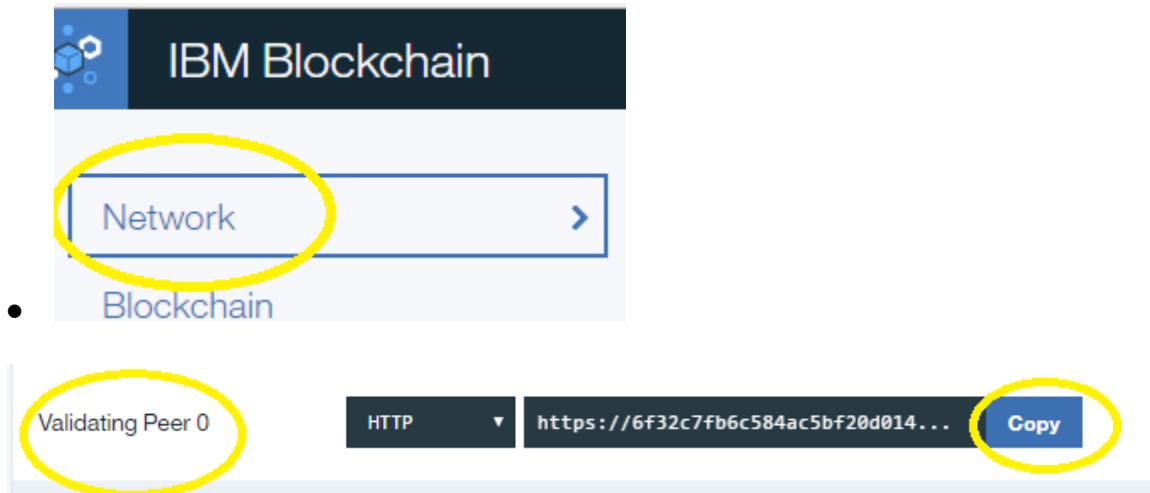 IBM Blockchain
Network
Blockchain
Validating Peer 0 HTTP https://6f32c7fb6c584ac5bf20d014... Copy